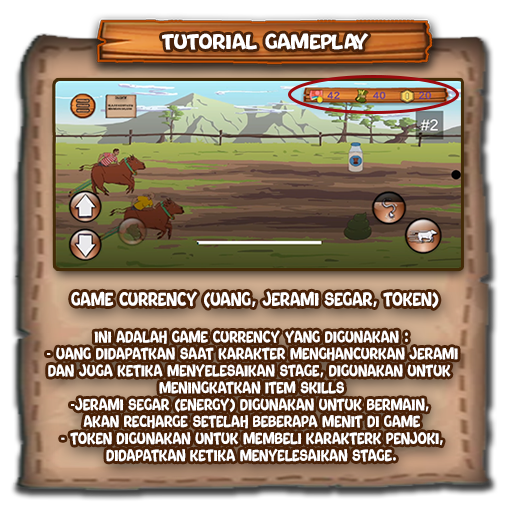 TUTORIAL GAMEPLAY
42 40 20
#2
GAME CURRENCY (UANG, JERAMI SEGAR, TOKEN)
INI ADALAH GAME CURRENCY YANG DIGUNAKAN :
- UANG DIDAPATKAN SAAT KARAKTER MENGHANCURKAN JERAMI
DAN JUGA KETIKA MENYELESAIKAN STAGE, DIGUNAKAN UNTUK
MENINGKATKAN ITEM SKILLS
-JERAMI SEGAR (ENERGY) DIGUNAKAN UNTUK BERMAIN,
AKAN RECHARGE SETELAH BEBERAPA MENIT DI GAME
- TOKEN DIGUNAKAN UNTUK MEMBELI KARAKTERK PENJOKI,
DIDAPATKAN KETIKA MENYELESAIKAN STAGE.